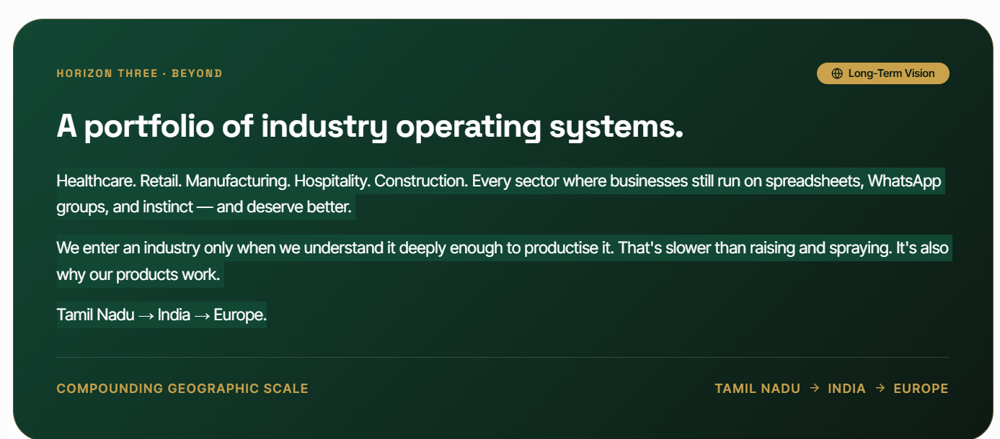 HORIZON THREE · BEYOND
Long-Term Vision
A portfolio of industry operating systems.
Healthcare. Retail. Manufacturing. Hospitality. Construction. Every sector where businesses still run on spreadsheets, WhatsApp
groups, and instinct — and deserve better.
We enter an industry only when we understand it deeply enough to productise it. That's slower than raising and spraying. It's also
why our products work.
Tamil Nadu → India → Europe.
COMPOUNDING GEOGRAPHIC SCALE
TAMIL NADU → INDIA → EUROPE